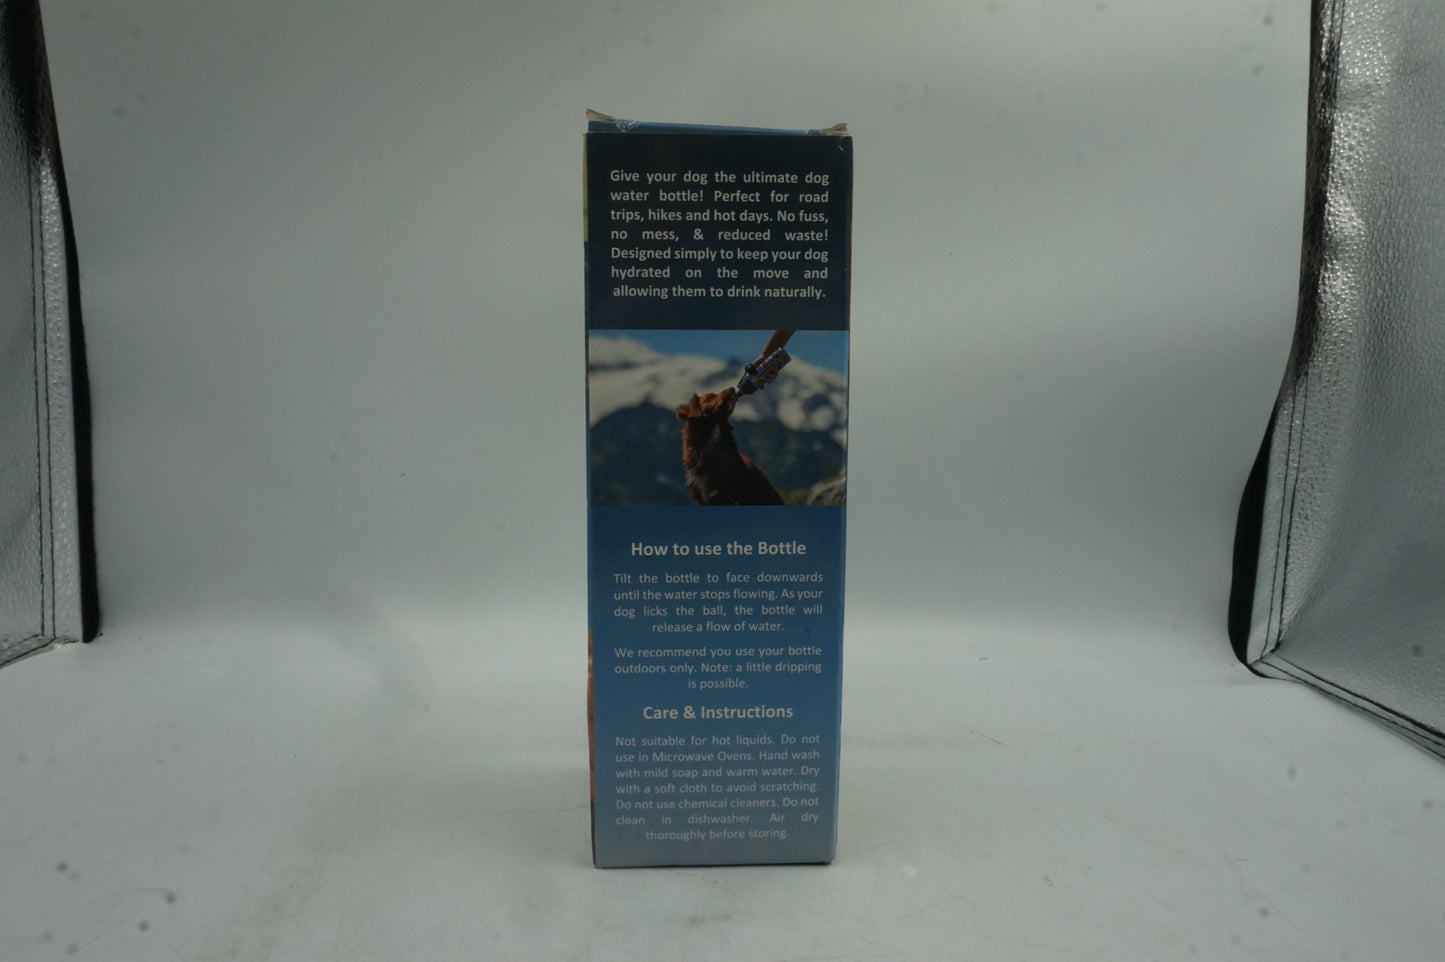 Give your dog the ultimate dog
water bottle! Perfect for road
trips, hikes and hot days. No fuss,
no mess, & reduced waste!
Designed simply to keep your dog
hydrated on the move and
allowing them to drink naturally.
How to use the Bottle
Tilt the bottle to face downwards
until the water stops flowing. As your
dog licks the ball, the bottle will
release a flow of water.
We recommend you use your bottle
outdoors only. Note: a little dripping
is possible.
Care & Instructions
Not suitable for hot liquids. Do not
use in Microwave Ovens. Hand wash
with mild soap and warm water. Dry
with a soft cloth to avoid scratching.
Do not use chemical cleaners. Do not
clean in dishwasher. Air dry
thoroughly before storing.